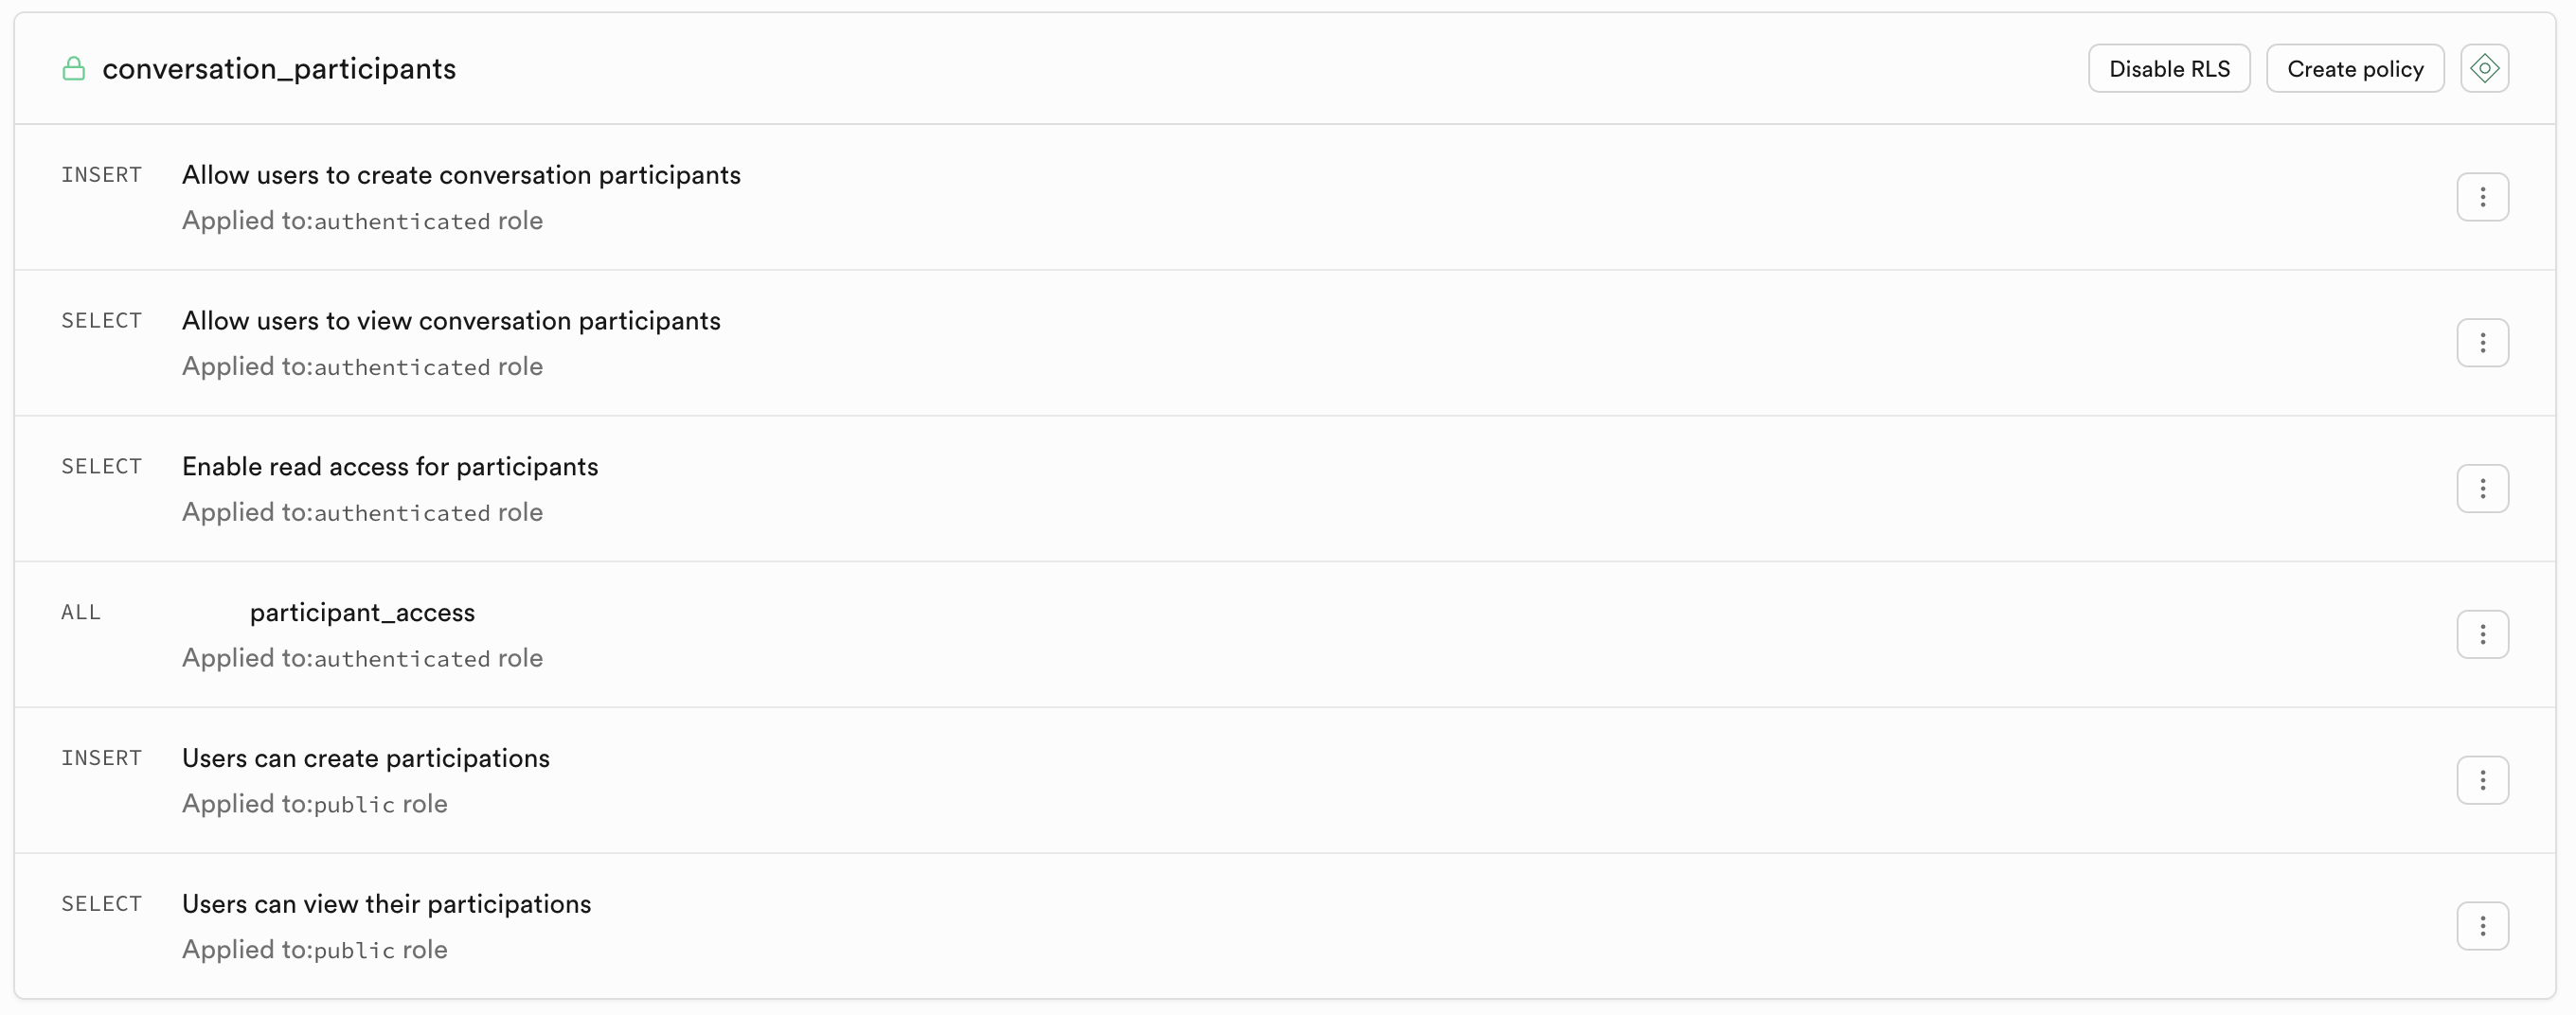 conversation_participants
Disable RLS
Create policy
INSERT
Allow users to create conversation participants
Applied to:authenticated role
SELECT
Allow users to view conversation participants
Applied to:authenticated role
SELECT
Enable read access for participants
Applied to:authenticated role
ALL
participant_access
Applied to:authenticated role
INSERT
Users can create participations
Applied to:public role
SELECT
Users can view their participations
Applied to:public role